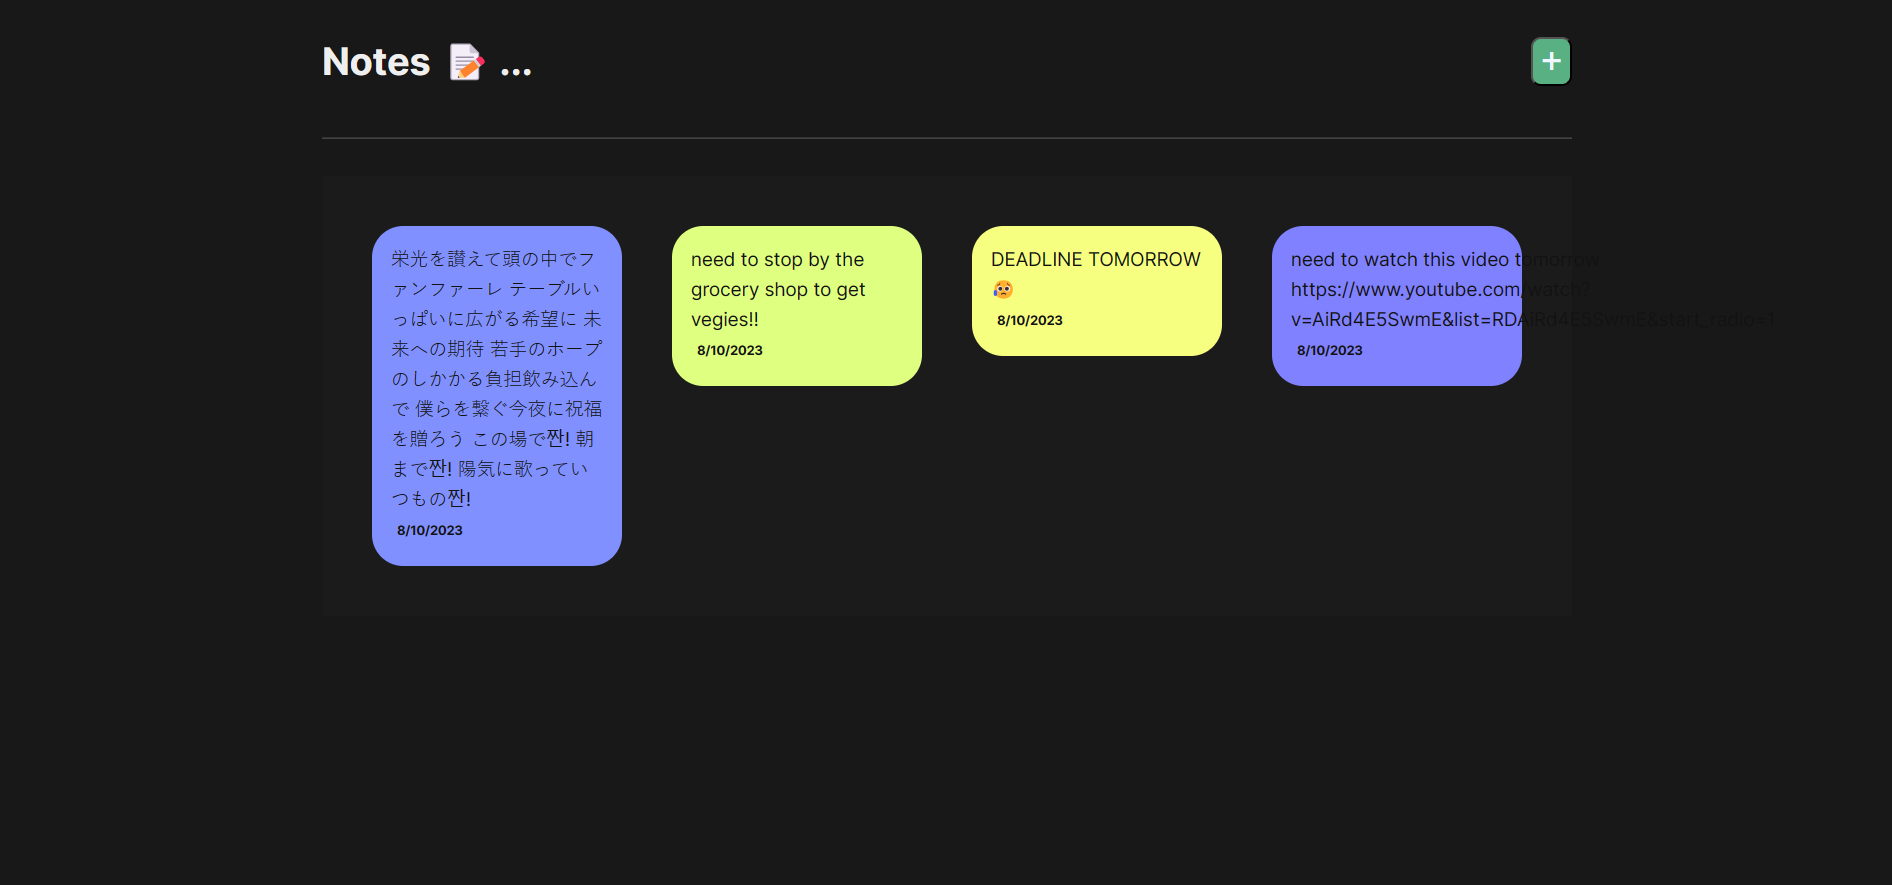 Notes 📝 ...
+
栄光を讃えて頭の中でフ
ァンファーレ テーブルい
っぱいに広がる希望に 未
来への期待 若手のホープ
のしかかる負担飲み込ん
で 僕らを繋ぐ今夜に祝福
を贈ろう この場で짠! 朝
まで짠! 陽気に歌ってい
つもの짠!
8/10/2023
need to stop by the
grocery shop to get
vegies!!
8/10/2023
DEADLINE TOMORROW
😥
8/10/2023
need to watch this video tomorrow
https://www.youtube.com/watch?
v=AiRd4E5SwmE&list=RDAiRd4E5SwmE&start_radio=1
8/10/2023